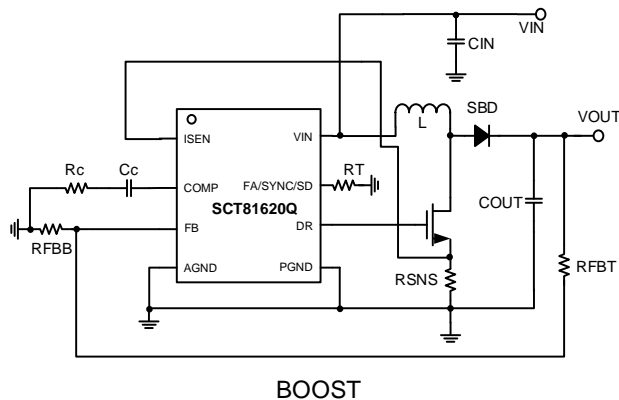 VIN
CIN
SBD
VOUT
ISEN
VIN
L
Rc
Cc
COMP
FA/SYNC/SD
RT
SCT81620Q
COUT
FB
DR
RFBB
RFBT
AGND
PGND
RSNS
BOOST